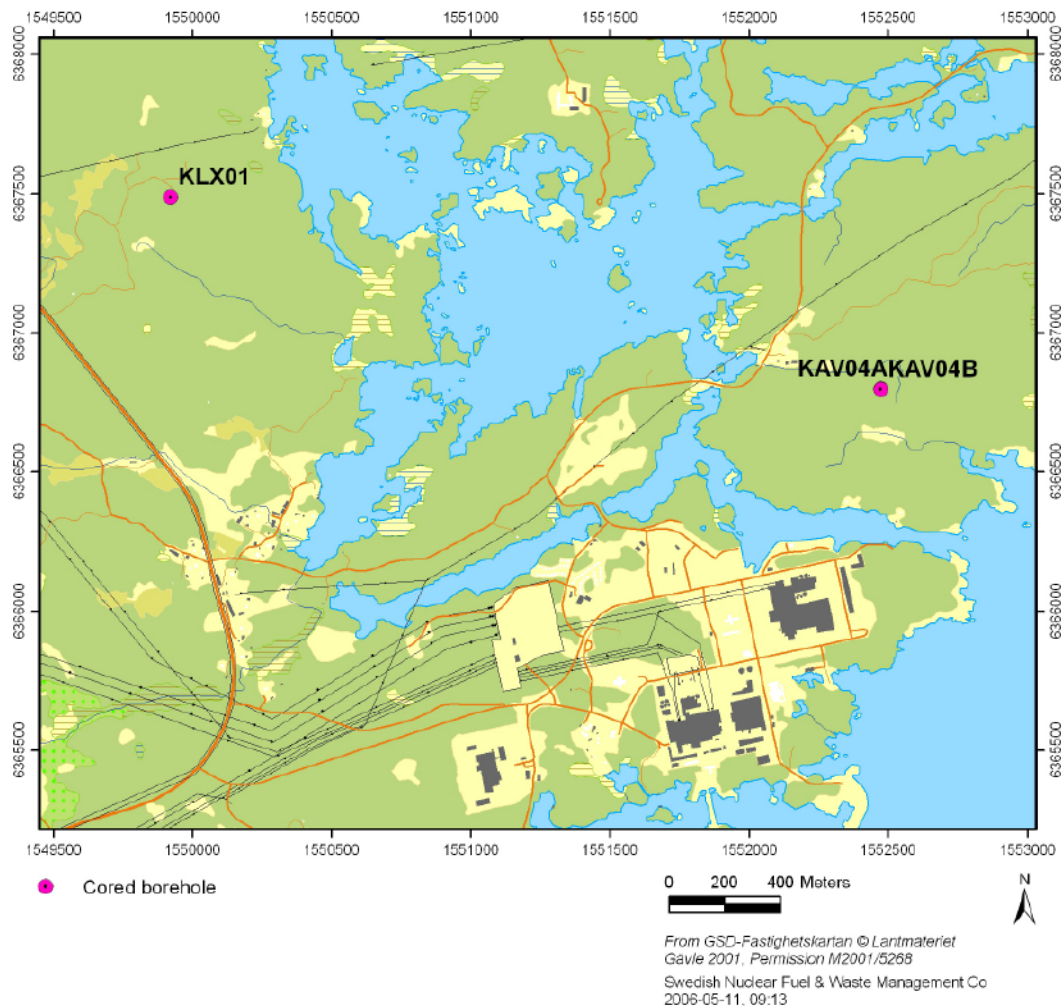 1549500 1550000 1550500 1551000 1551500 1552000 1552500 1553000
6368000 6368000
KLX01
6367500 6367500
6367000 6367000
KAV04AKAV04B
6366500 6366500
6366000 6366000
6365500 6365500
1549500 1550000 1550500 1551000 1551500 1552000 1552500 1553000
Cored borehole
0 200 400 Meters
N
From GSD-Fastighetskartan © Lantmateriet
Gavle 2001, Permission M2001/5268
Swedish Nuclear Fuel & Waste Management Co
2006-05-11, 09:13